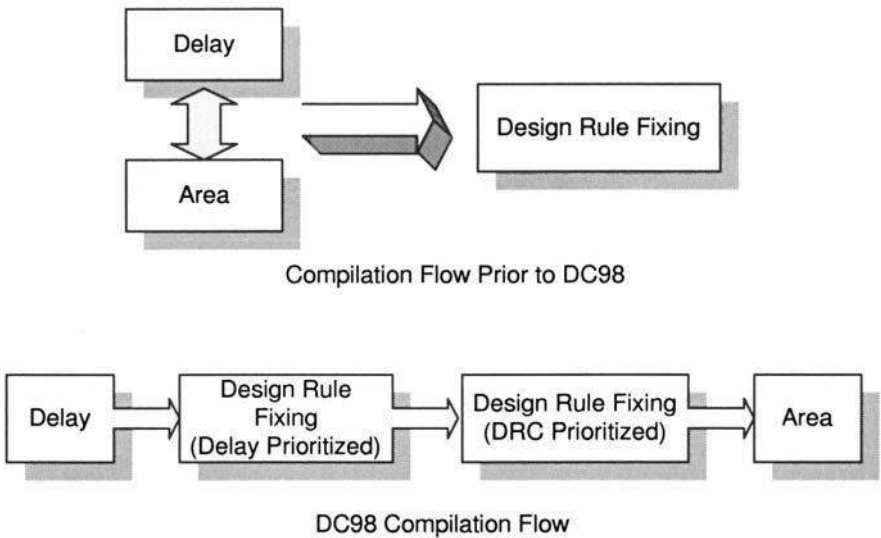 Delay
Design Rule Fixing
Area
Compilation Flow Prior to DC98
Delay
Design Rule
Fixing
(Delay Prioritized)
Design Rule Fixing
(DRC Prioritized)
Area
DC98 Compilation Flow